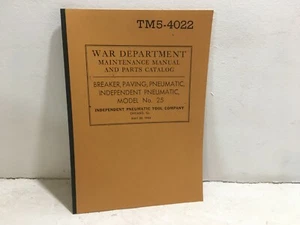 TM5-4022
WAR DEPARTMENT
MAINTENANCE MANUAL
AND PARTS CATALOG
BREAKER, PAVING, PNEUMATIC,
INDEPENDENT PNEUMATIC,
MODEL No. 25
INDEPENDENT PNEUMATIC TOOL COMPANY